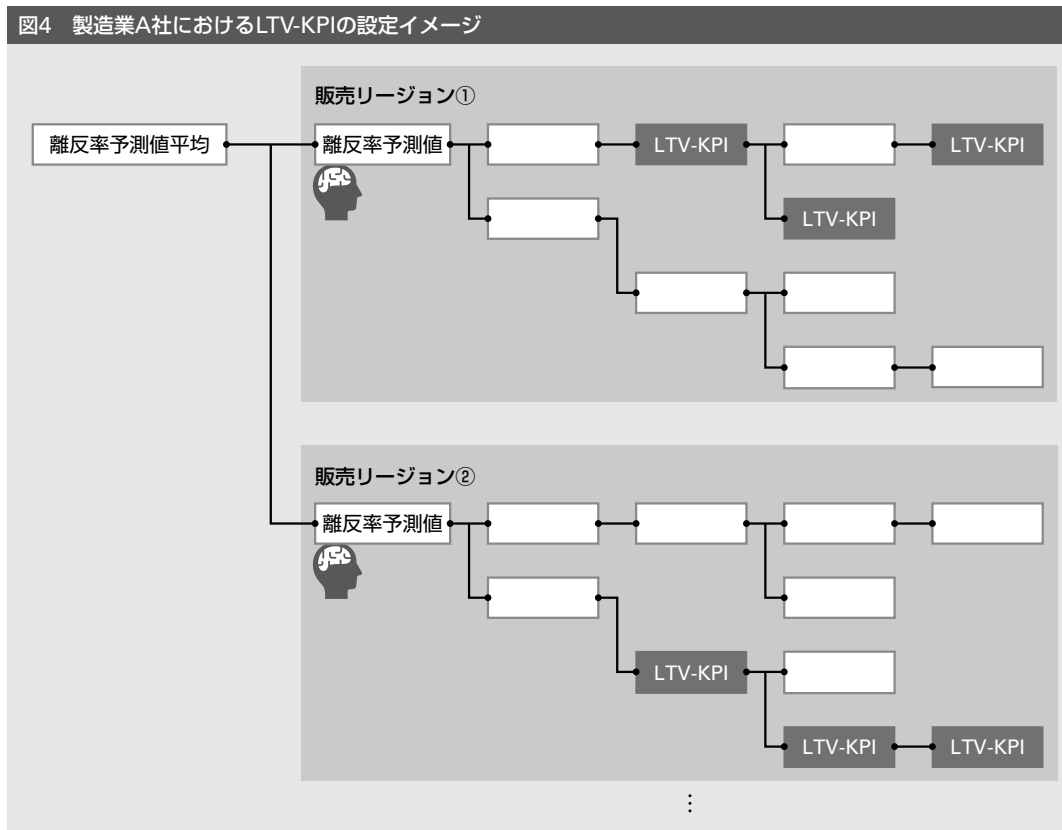 図4 製造業A社におけるLTV-KPIの設定イメージ
販売リージョン①
離反率予測値平均
離反率予測値
LTV-KPI
LTV-KPI
LTV-KPI
販売リージョン②
離反率予測値
LTV-KPI
LTV-KPI
LTV-KPI
⋮